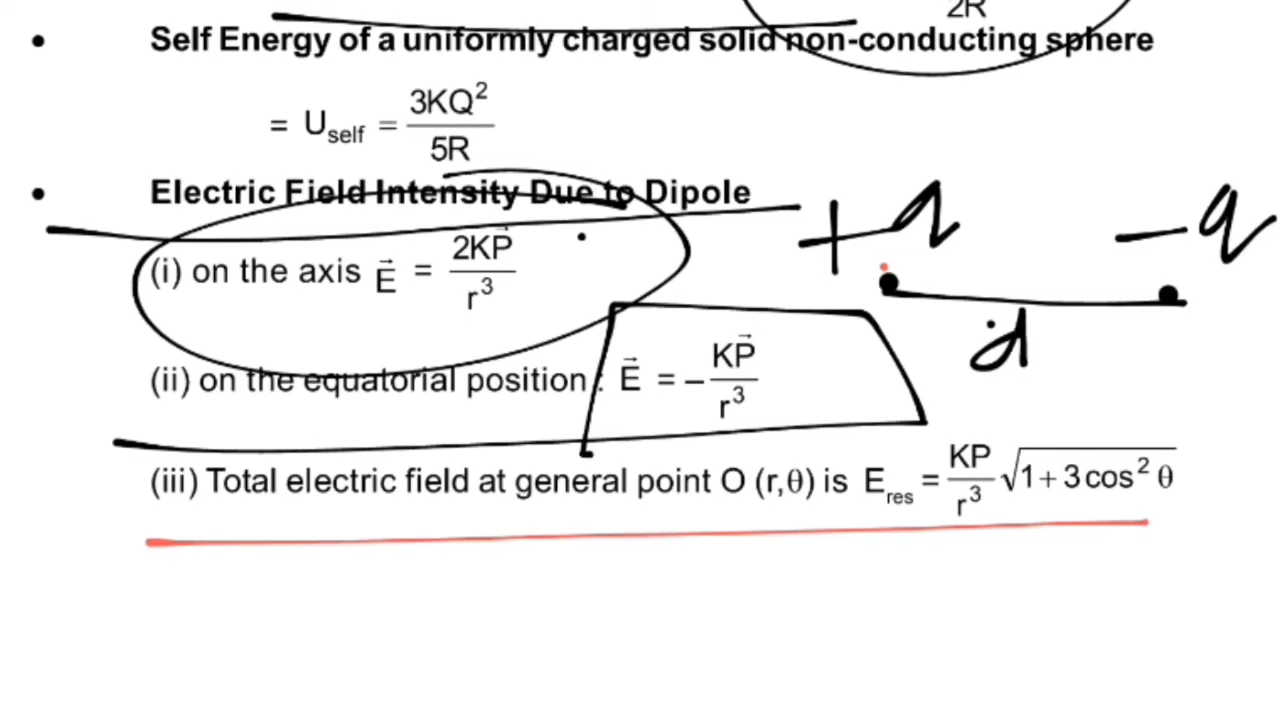 2R
• Self Energy of a uniformly charged solid non-conducting sphere
= U_self = 3KQ²/5R
• Electric Field Intensity Due to Dipole
+q -q
(i) on the axis E⃗ = 2KP⃗/r³
d
(ii) on the equatorial position : E⃗ = – KP⃗/r³
(iii) Total electric field at general point O (r,θ) is E_res = KP/r³ √1+3cos²θ